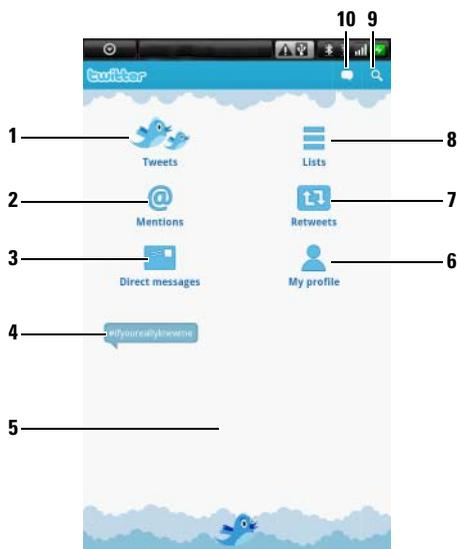 10 9
twitter
1 Tweets Lists 8
2 @ Mentions Retweets 7
3 Direct messages My profile 6
4 #ifyoureallyknewme
5